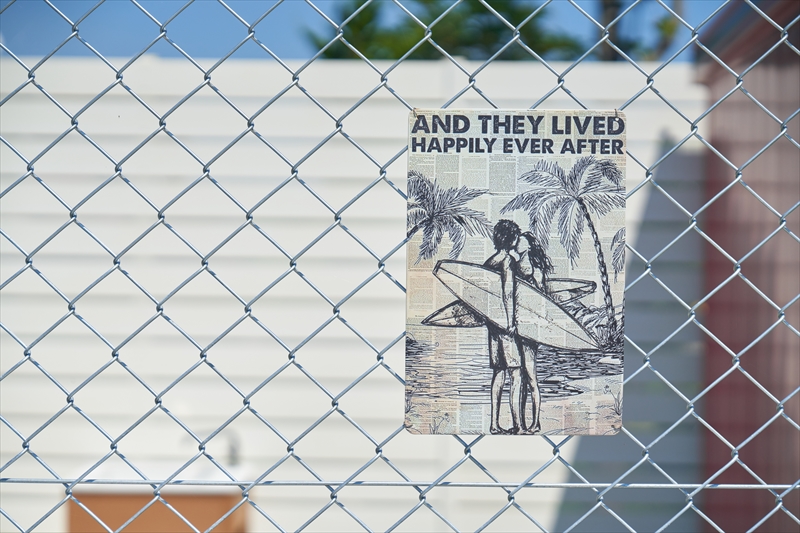 AND THEY LIVED
HAPPILY EVER AFTER